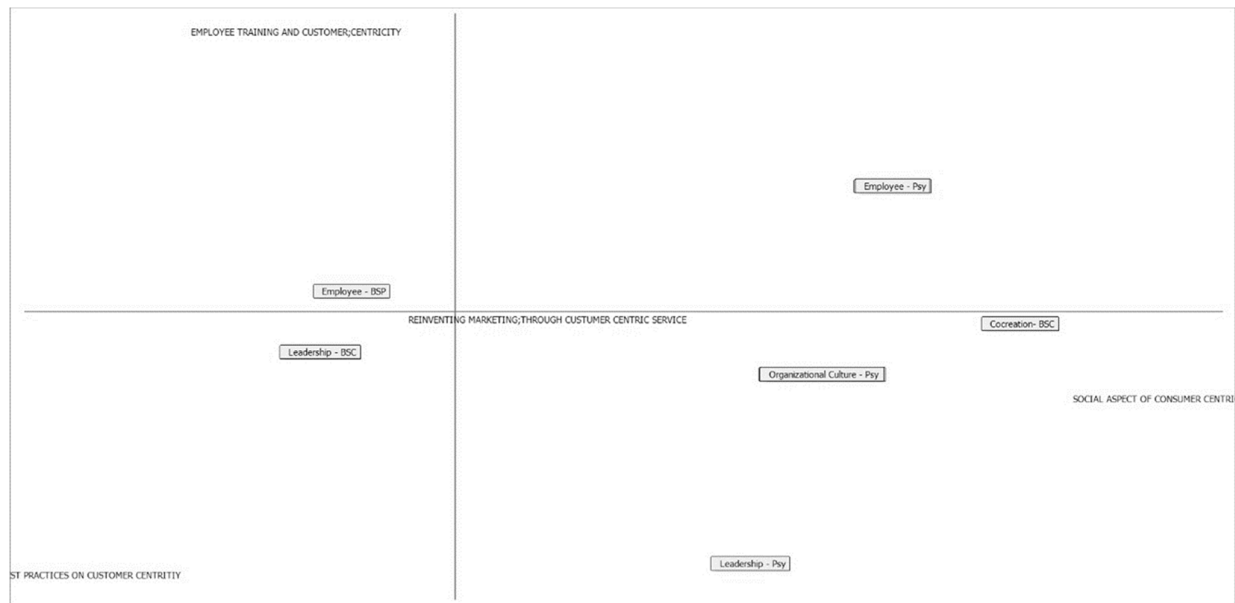 EMPLOYEE TRAINING AND CUSTOMER;CENTRICITY
Employee - Psy
Employee - BSP
REINVENTING MARKETING;THROUGH CUSTUMER CENTRIC SERVICE
Cocreation- BSC
Leadership - BSC
Organizational Culture - Psy
SOCIAL ASPECT OF CONSUMER CENTRI
Leadership - Psy
ST PRACTICES ON CUSTOMER CENTRITIY